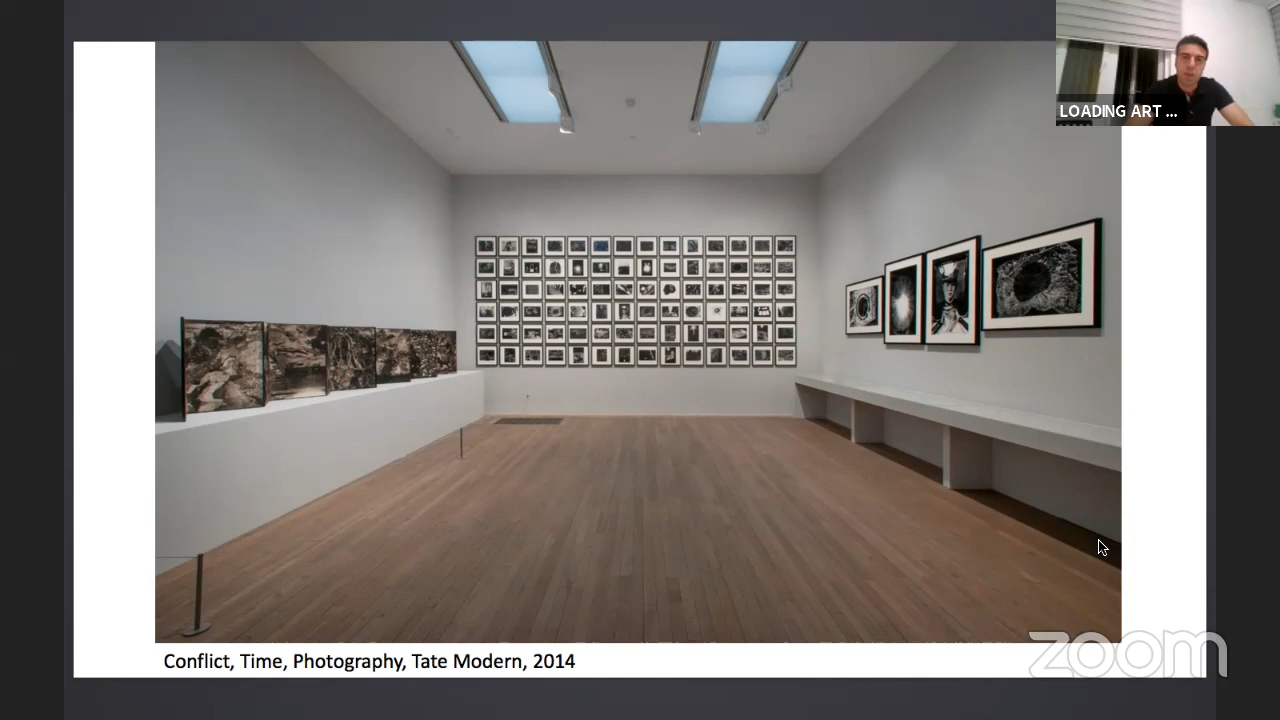 LOADING ART ...
Conflict, Time, Photography, Tate Modern, 2014
zoom